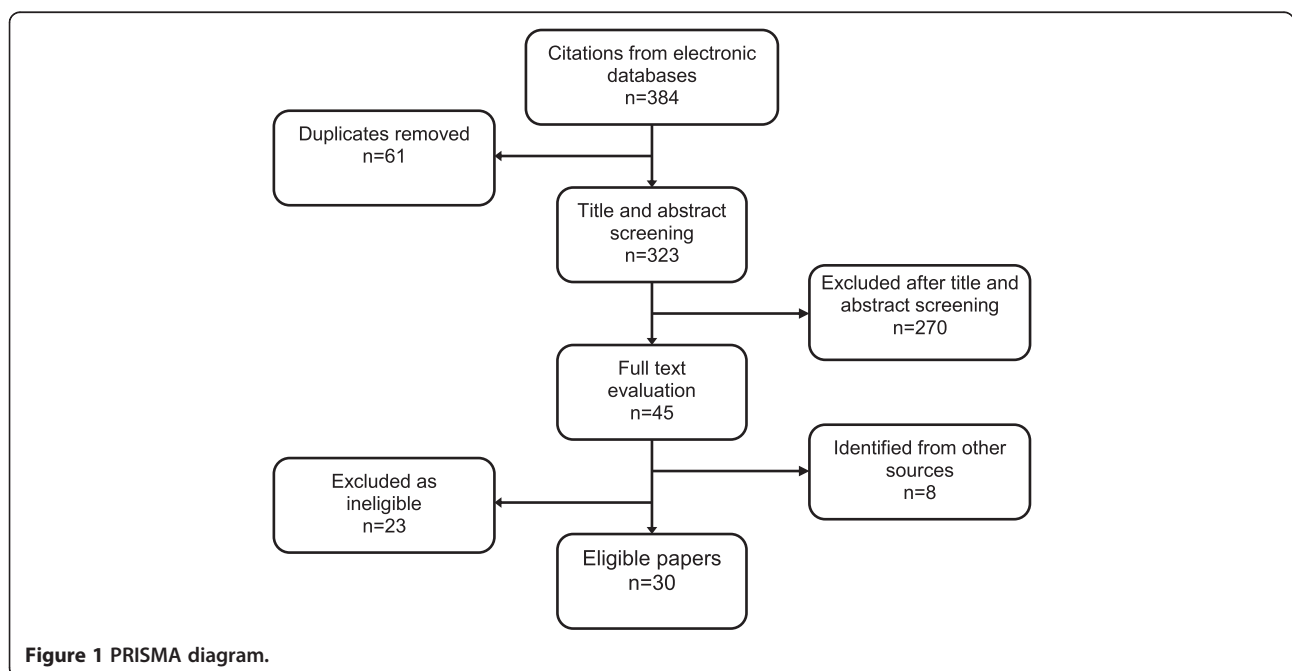 Citations from electronic
databases
n=384
Duplicates removed
n=61
Title and abstract
screening
n=323
Excluded after title and
abstract screening
n=270
Full text
evaluation
n=45
Identified from other
sources
n=8
Excluded as
ineligible
n=23
Eligible papers
n=30
Figure 1 PRISMA diagram.